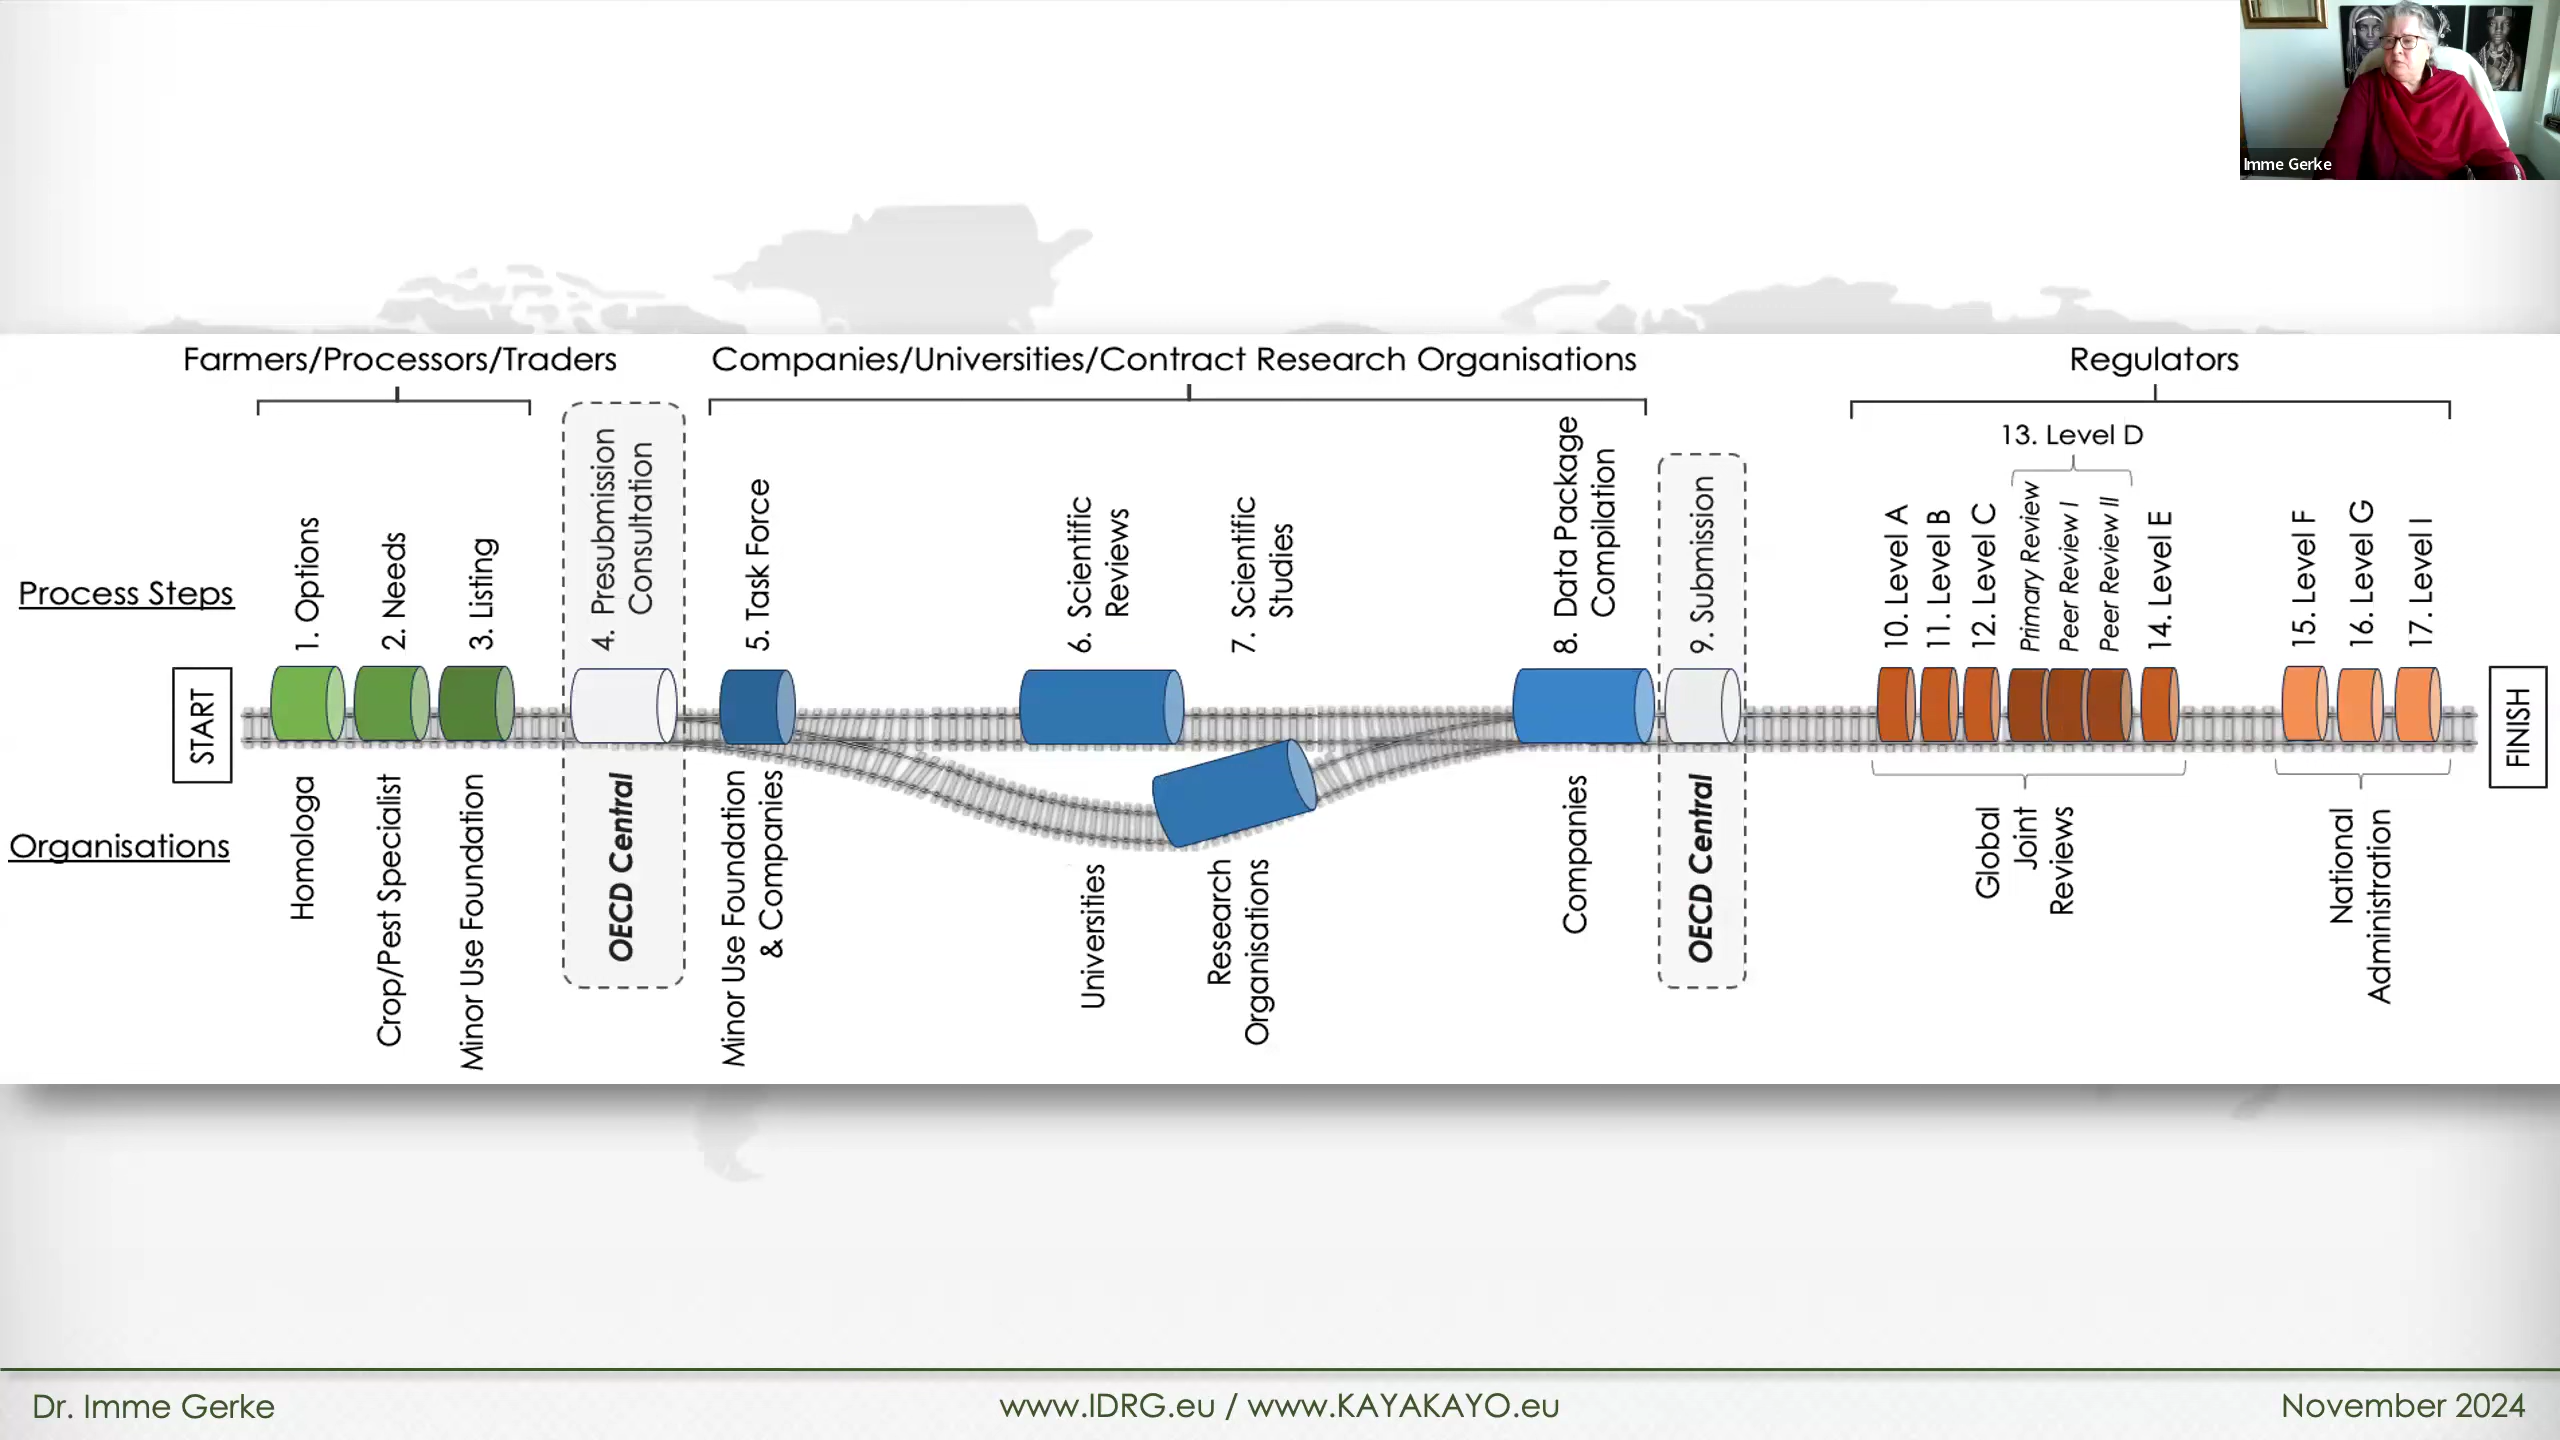 Imme Gerke
Farmers/Processors/Traders
Companies/Universities/Contract Research Organisations
Regulators
13. Level D
Process Steps
1. Options
2. Needs
3. Listing
4. Presubmission
Consultation
5. Task Force
6. Scientific
Reviews
7. Scientific
Studies
8. Data Package
Compilation
9. Submission
10. Level A
11. Level B
12. Level C
Primary Review
Peer Review I
Peer Review II
14. Level E
15. Level F
16. Level G
17. Level I
START
FINISH
Organisations
Homologa
Crop/Pest Specialist
Minor Use Foundation
OECD Central
Minor Use Foundation
& Companies
Universities
Research
Organisations
Companies
OECD Central
Global
Joint
Reviews
National
Administration
Dr. Imme Gerke
www.IDRG.eu / www.KAYAKAYO.eu
November 2024